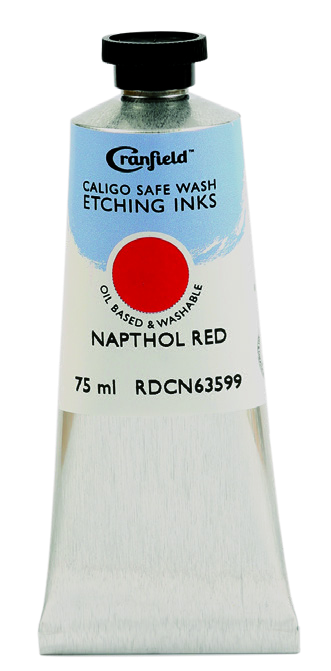 Cranfield™
CALIGO SAFE WASH
ETCHING INKS
OIL BASED & WASHABLE
NAPTHOL RED
75 ml RDCN63599